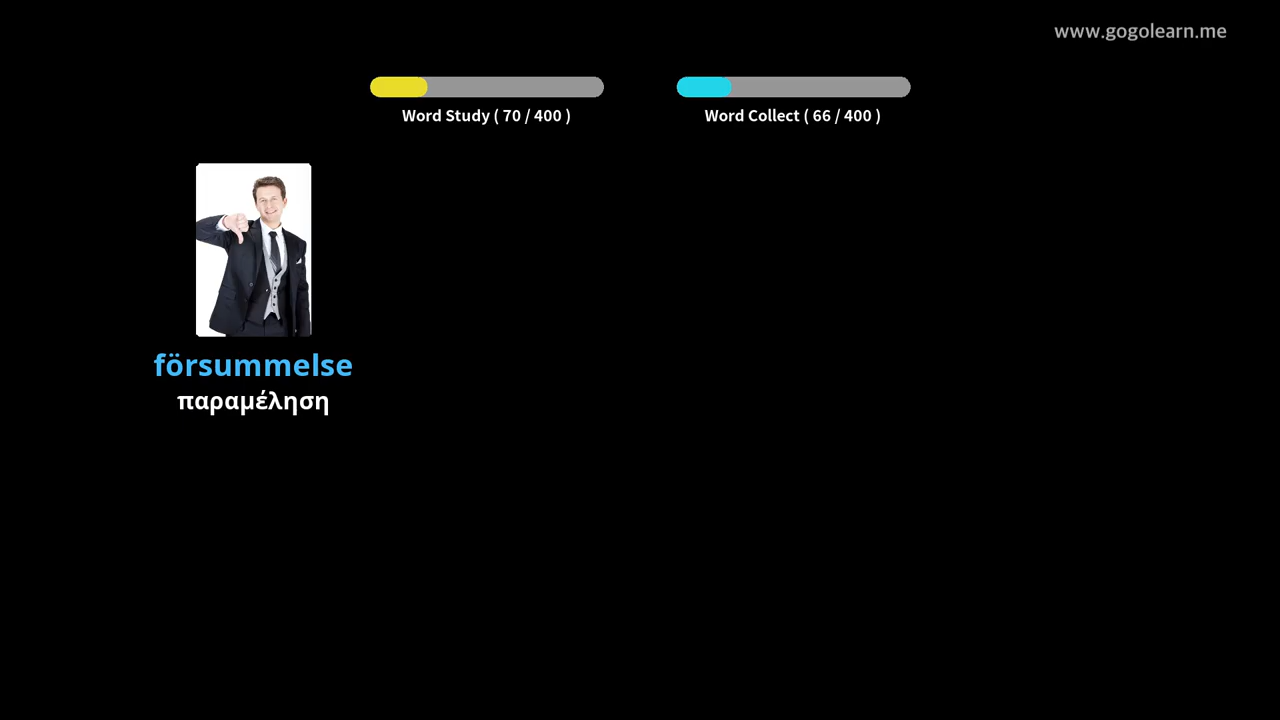 www.gogolearn.me
Word Study ( 70 / 400 )
Word Collect ( 66 / 400 )
försummelse
παραμέληση